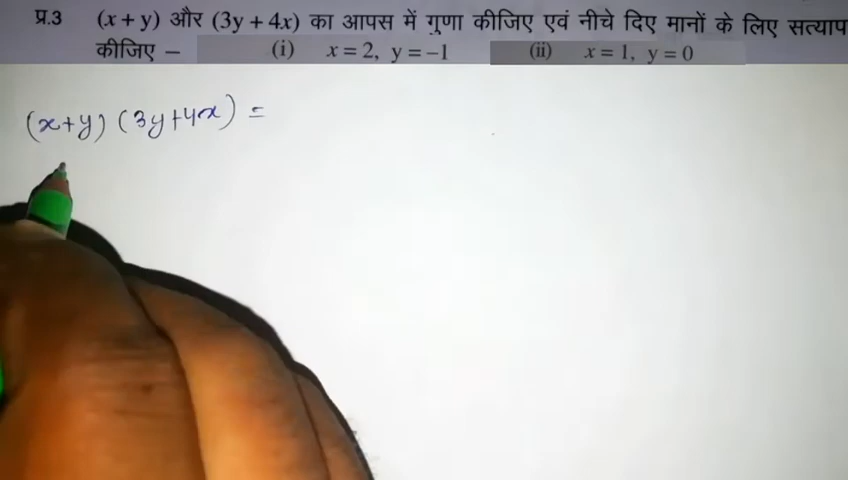 प्र.3 (x + y) और (3y + 4x) का आपस में गुणा कीजिए एवं नीचे दिए मानों के लिए सत्याप
कीजिए – (i) x = 2, y = –1 (ii) x = 1, y = 0
(x+y) (3y+4x) =